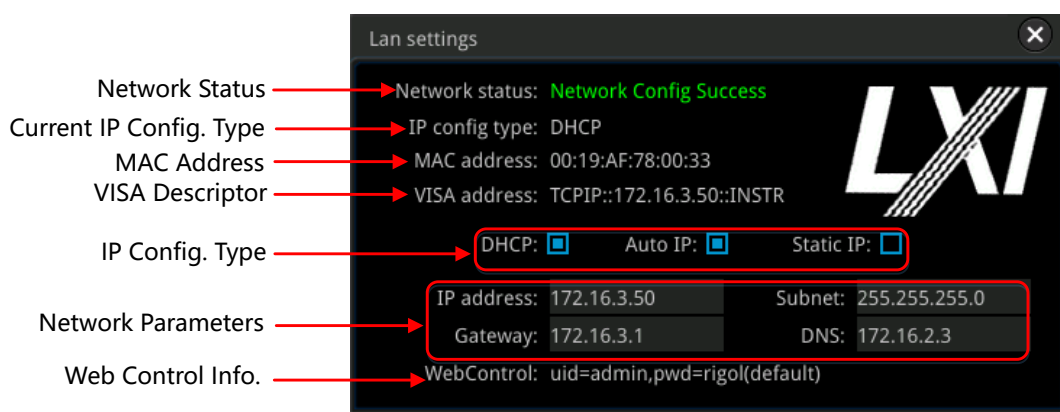 Lan settings
Network Status
Network status: Network Config Success
Current IP Config. Type
IP config type: DHCP
MAC Address
MAC address: 00:19:AF:78:00:33
VISA Descriptor
VISA address: TCPIP::172.16.3.50::INSTR
LXI
IP Config. Type
DHCP: Auto IP: Static IP:
Network Parameters
IP address: 172.16.3.50 Subnet: 255.255.255.0
Gateway: 172.16.3.1 DNS: 172.16.2.3
Web Control Info.
WebControl: uid=admin,pwd=rigol(default)